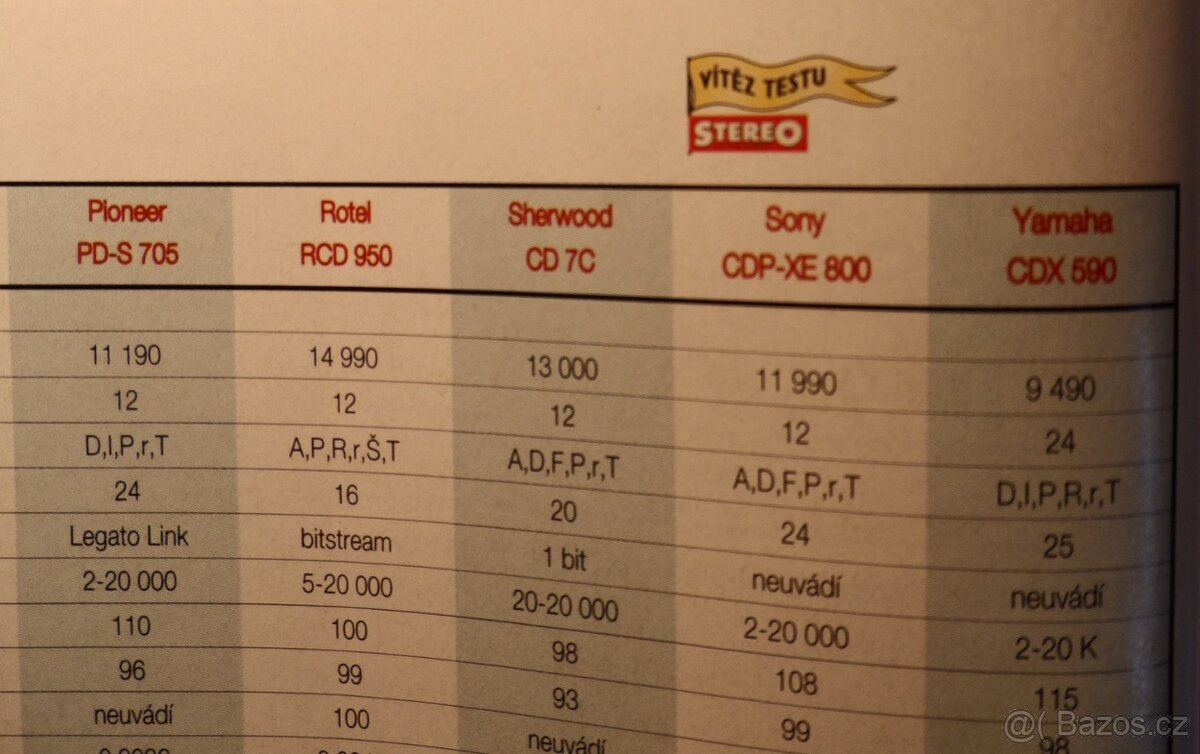 VÍTĚZ TESTU
STEREO
Pioneer Rotel Sherwood Sony Yamaha
PD-S 705 RCD 950 CD 7C CDP-XE 800 CDX 590
11 190 14 990 13 000 11 990 9 490
12 12 12 12 24
D,I,P,r,T A,P,R,r,Š,T A,D,F,P,r,T A,D,F,P,r,T D,I,P,R,r,T
24 16 20 24 25
Legato Link bitstream 1 bit neuvádí neuvádí
2-20 000 5-20 000 20-20 000 2-20 000 2-20 K
110 100 98 108 115
96 99 93 99 98
neuvádí 100 neuvádí
@( Bazos.cz